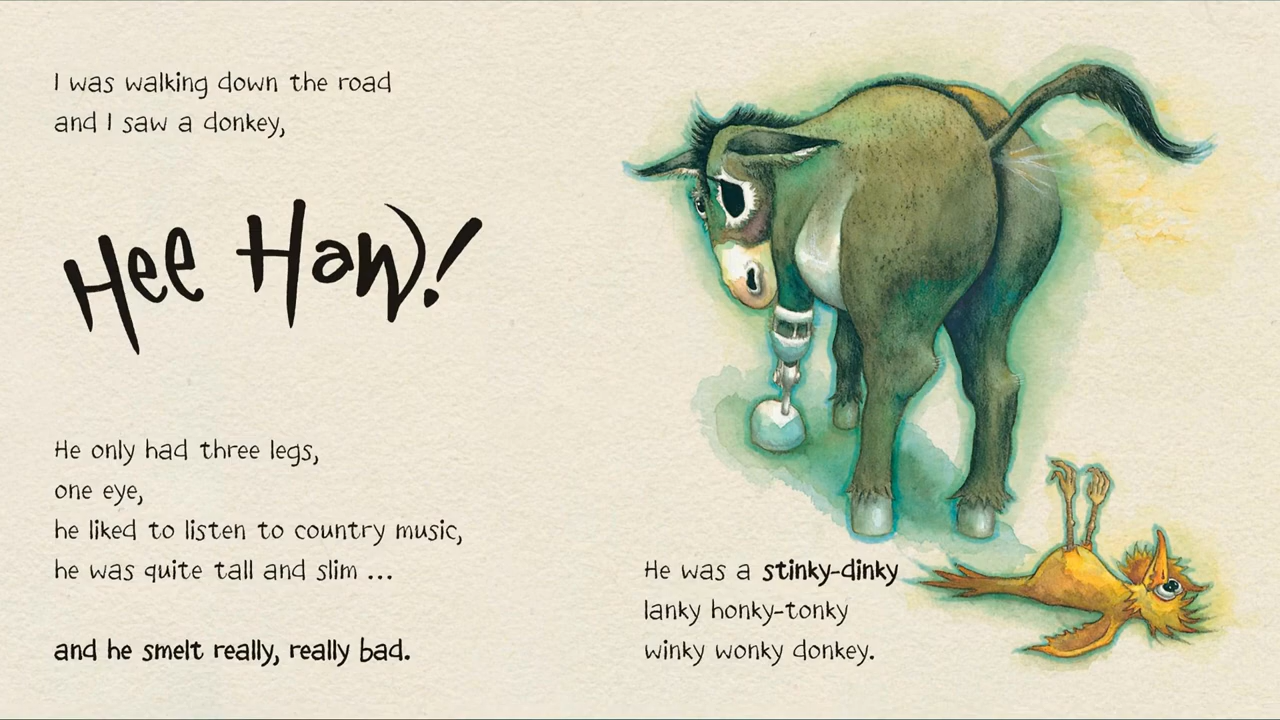 I was walking down the road
and I saw a donkey,
Hee Haw!
He only had three legs,
one eye,
he liked to listen to country music,
he was quite tall and slim ...
and he smelt really, really bad.
He was a stinky-dinky
lanky honky-tonky
winky wonky donkey.